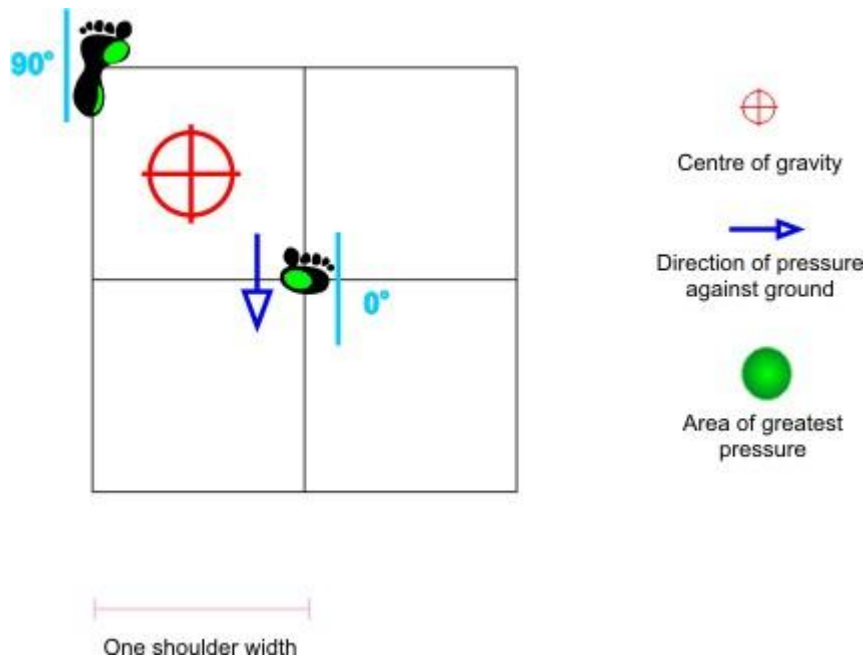 90°
0°
Centre of gravity
Direction of pressure
against ground
Area of greatest
pressure
One shoulder width